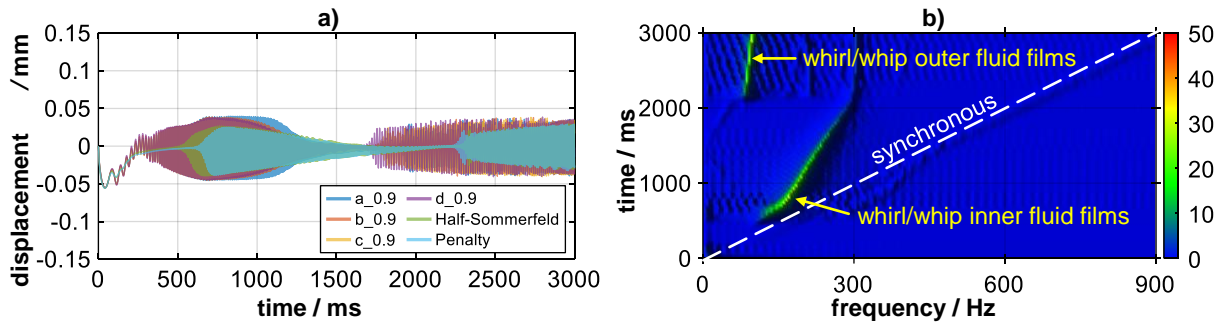 a)
0.15
0.1
0.05
0
-0.05
-0.1
-0.15
displacement / mm
0 500 1000 1500 2000 2500 3000
time / ms
a_0.9
b_0.9
c_0.9
d_0.9
Half-Sommerfeld
Penalty
b)
3000
2000
1000
0
time / ms
0 300 600 900
frequency / Hz
whirl/whip outer fluid films
synchronous
whirl/whip inner fluid films
50
40
30
20
10
0